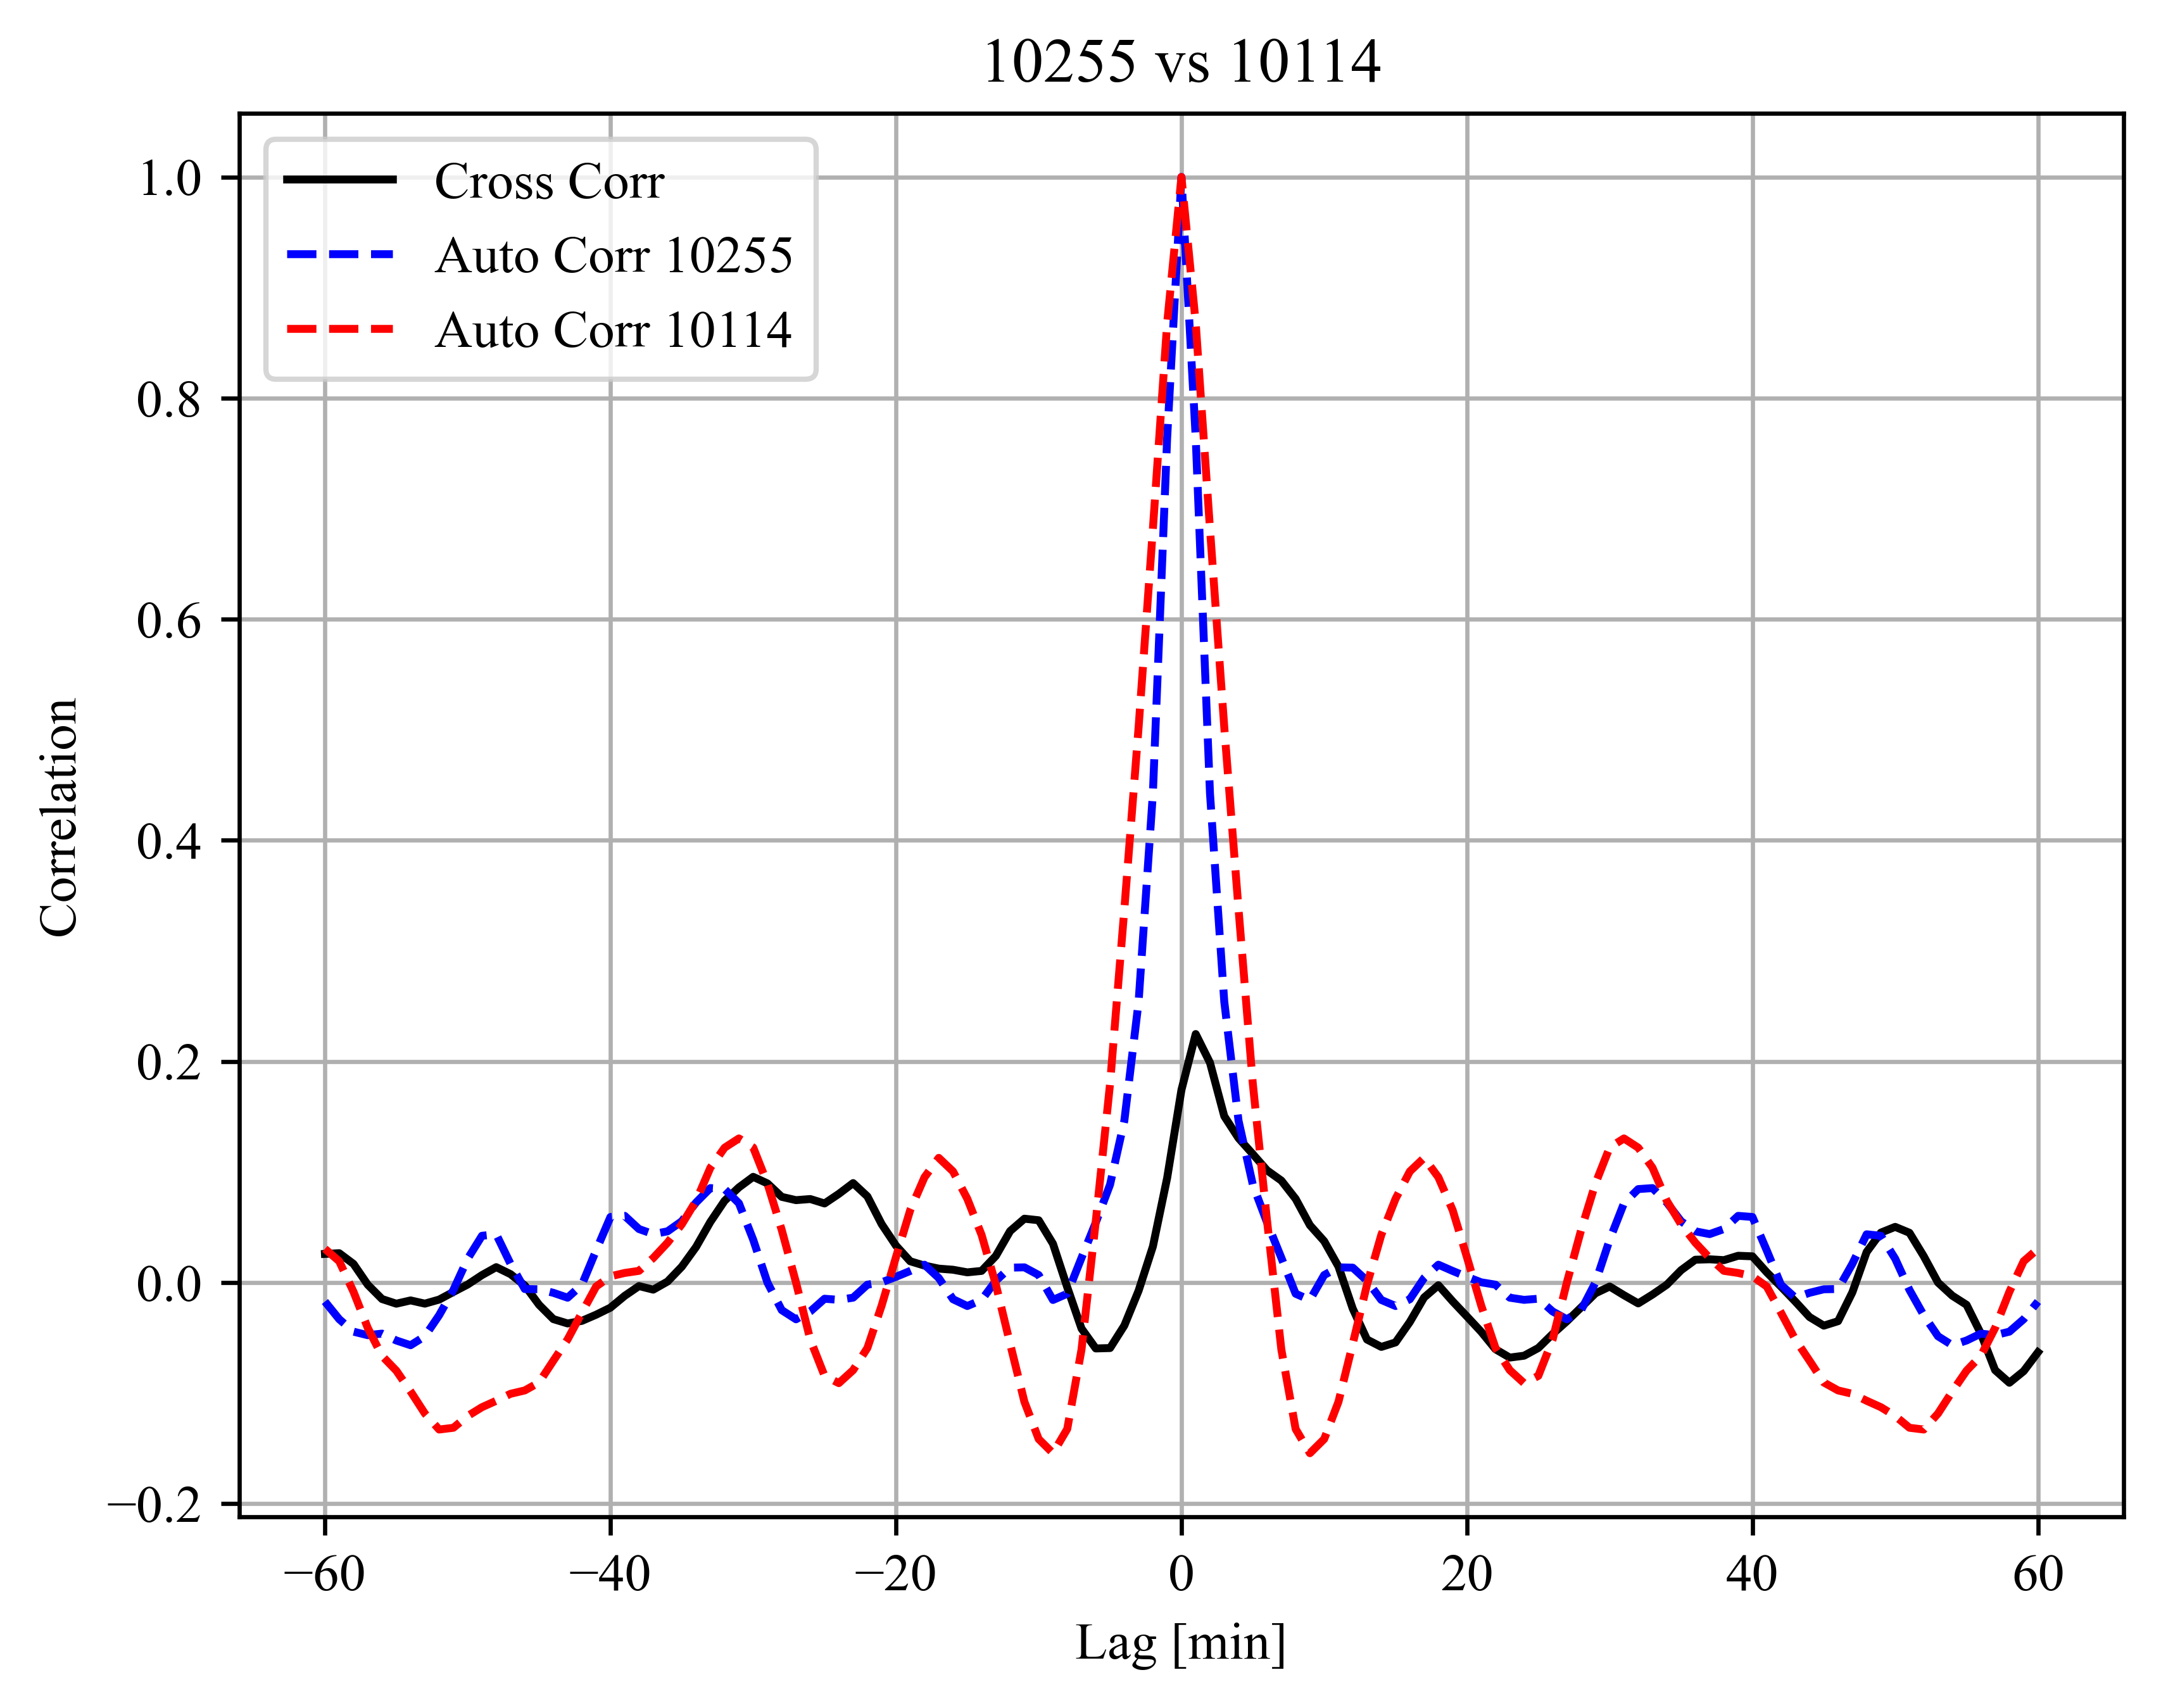 10255 vs 10114
Cross Corr
Auto Corr 10255
Auto Corr 10114
1.0
0.8
0.6
0.4
0.2
0.0
−0.2
Correlation
−60 −40 −20 0 20 40 60
Lag [min]